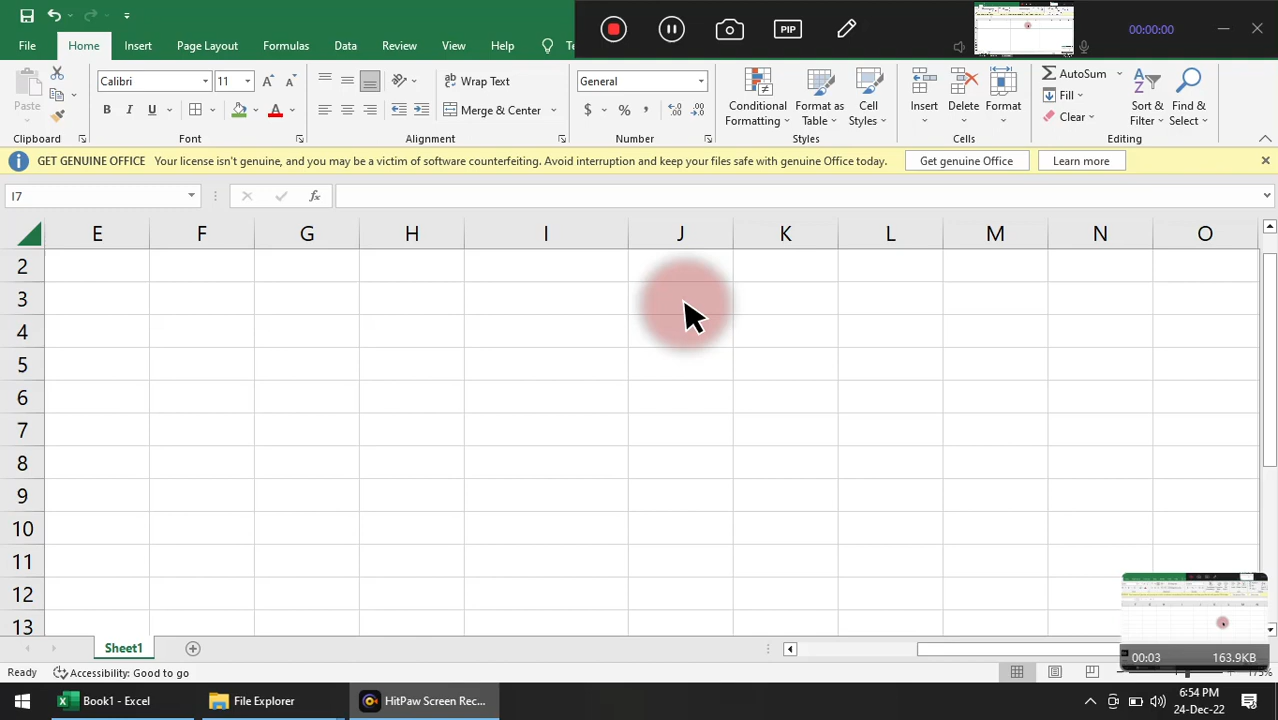 00:00:00
File Home Insert Page Layout Review
Paste
Calibri 11
Wrap Text
General
Conditional Formatting
Format as Table
Cell Styles
Insert
Delete
Format
AutoSum
Fill
Clear
Sort & Filter
Find & Select
B I U A
Merge & Center
$ % ,
Clipboard Font Alignment Number Styles Cells Editing
GET GENUINE OFFICE Your license isn't genuine, and you may be a victim of software counterfeiting. Avoid interruption and keep your files safe with genuine Office today. Get genuine Office Learn more
I7 fx
E F G H I J K L M N O
2
3
4
5
6
7
8
9
10
11
12
13
00:03 163.9KB
Sheet1
Ready Accessibility: Good to go
Book1 - Excel File Explorer HitPaw Screen Rec...
6:54 PM
24-Dec-22